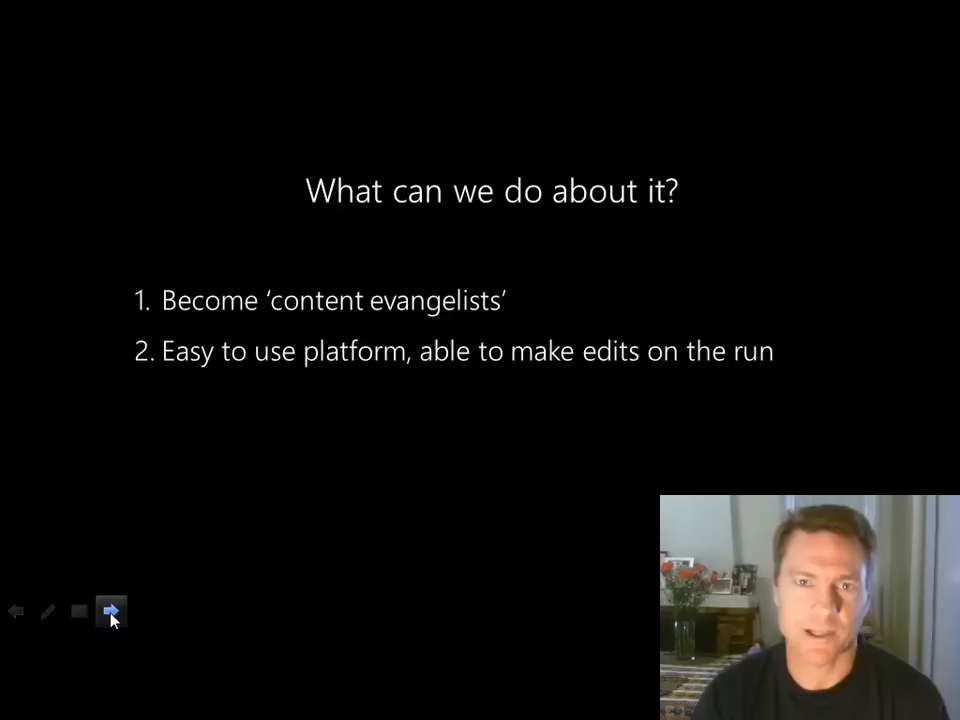 What can we do about it?
1. Become ‘content evangelists’
2. Easy to use platform, able to make edits on the run